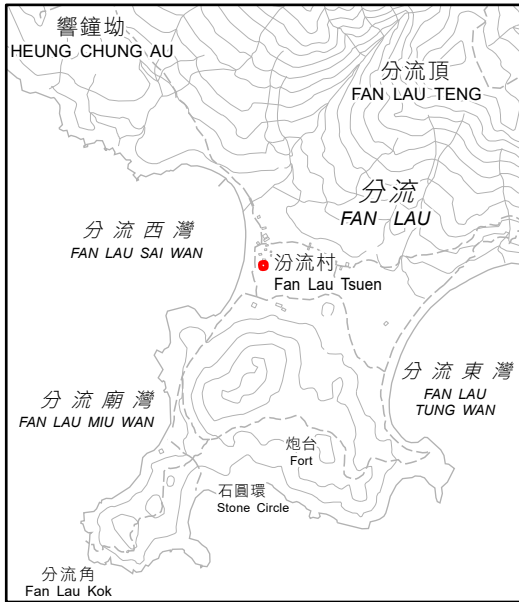 響鐘坳
HEUNG CHUNG AU
分流頂
FAN LAU TENG
分流
FAN LAU
分流西灣
FAN LAU SAI WAN
汾流村
Fan Lau Tsuen
分流東灣
FAN LAU
TUNG WAN
分流廟灣
FAN LAU MIU WAN
炮台
Fort
石圓環
Stone Circle
分流角
Fan Lau Kok